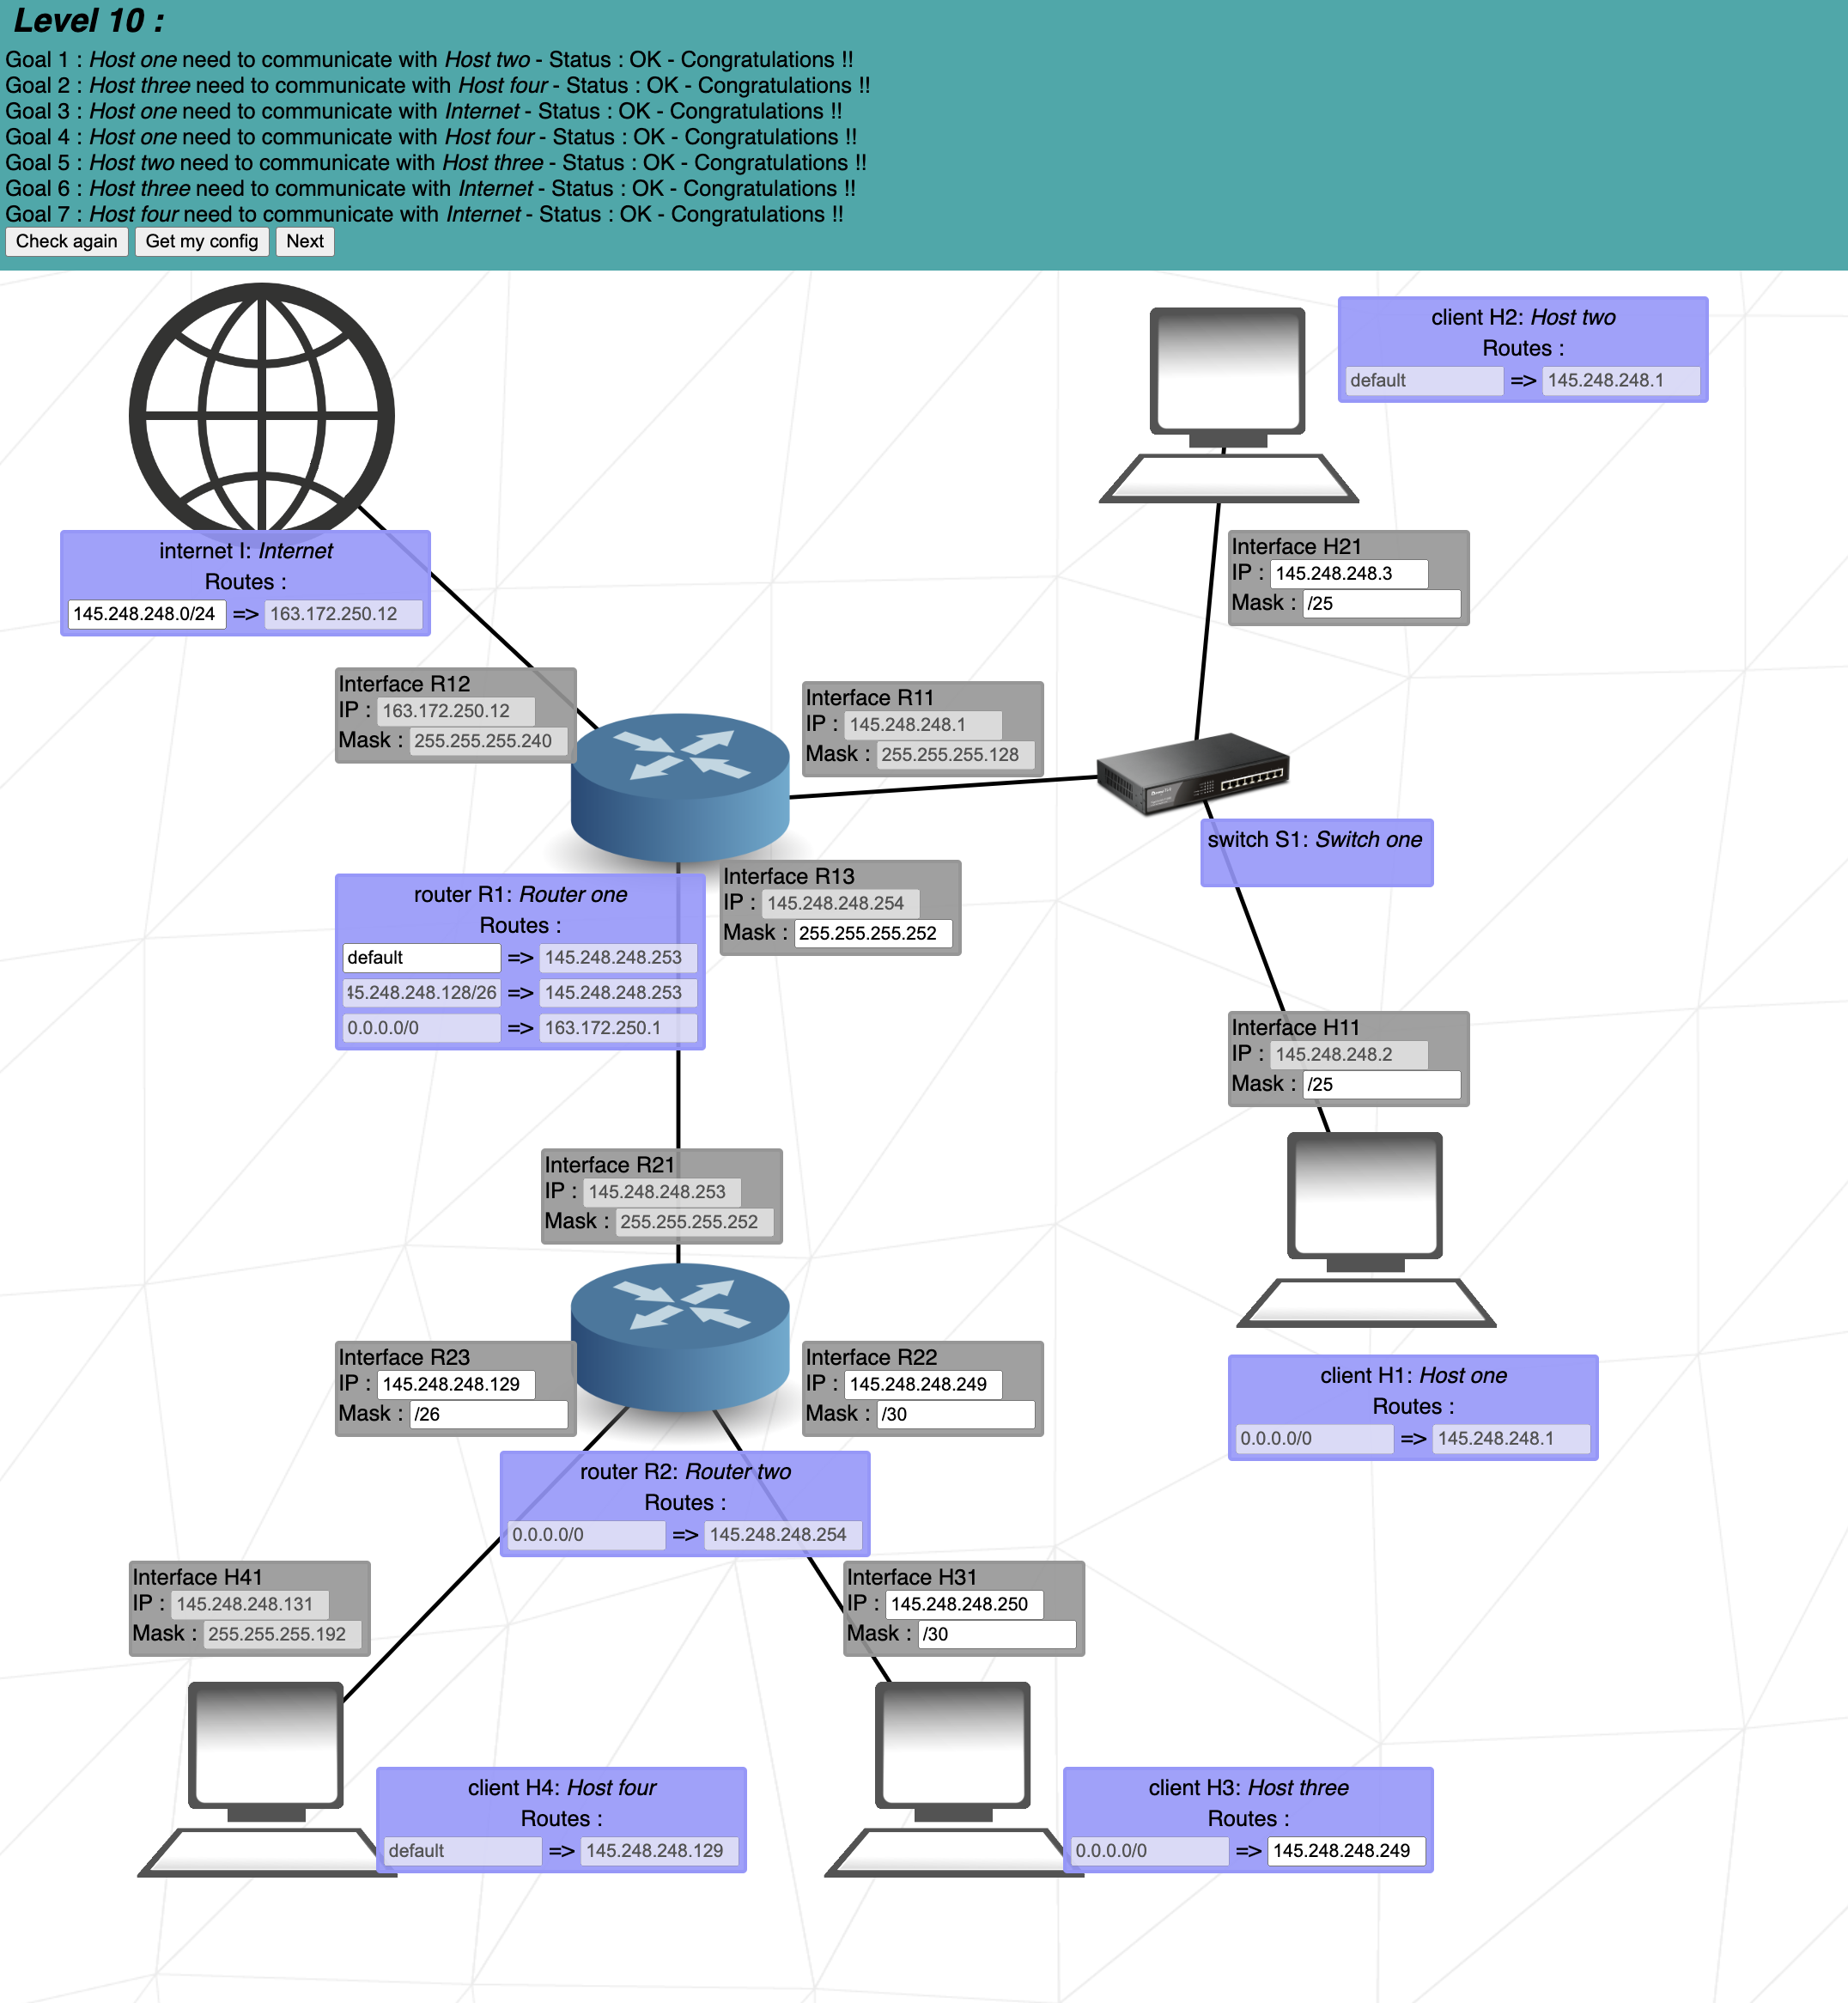 Level 10 :
Goal 1 : Host one need to communicate with Host two - Status : OK - Congratulations !!
Goal 2 : Host three need to communicate with Host four - Status : OK - Congratulations !!
Goal 3 : Host one need to communicate with Internet - Status : OK - Congratulations !!
Goal 4 : Host one need to communicate with Host four - Status : OK - Congratulations !!
Goal 5 : Host two need to communicate with Host three - Status : OK - Congratulations !!
Goal 6 : Host three need to communicate with Internet - Status : OK - Congratulations !!
Goal 7 : Host four need to communicate with Internet - Status : OK - Congratulations !!
Check again Get my config Next
client H2: Host two
Routes :
default => 145.248.248.1
internet I: Internet
Routes :
145.248.248.0/24 => 163.172.250.12
Interface H21
IP : 145.248.248.3
Mask : /25
Interface R12
IP : 163.172.250.12
Mask : 255.255.255.240
Interface R11
IP : 145.248.248.1
Mask : 255.255.255.128
switch S1: Switch one
router R1: Router one
Routes :
default => 145.248.248.253
45.248.248.128/26 => 145.248.248.253
0.0.0.0/0 => 163.172.250.1
Interface R13
IP : 145.248.248.254
Mask : 255.255.255.252
Interface H11
IP : 145.248.248.2
Mask : /25
Interface R21
IP : 145.248.248.253
Mask : 255.255.255.252
Interface R23
IP : 145.248.248.129
Mask : /26
Interface R22
IP : 145.248.248.249
Mask : /30
client H1: Host one
Routes :
0.0.0.0/0 => 145.248.248.1
router R2: Router two
Routes :
0.0.0.0/0 => 145.248.248.254
Interface H41
IP : 145.248.248.131
Mask : 255.255.255.192
Interface H31
IP : 145.248.248.250
Mask : /30
client H4: Host four
Routes :
default => 145.248.248.129
client H3: Host three
Routes :
0.0.0.0/0 => 145.248.248.249